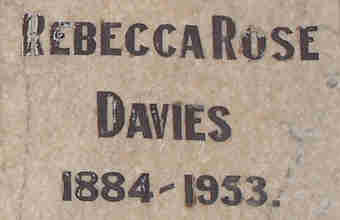 REBECCA ROSE
DAVIES
1884-1953.